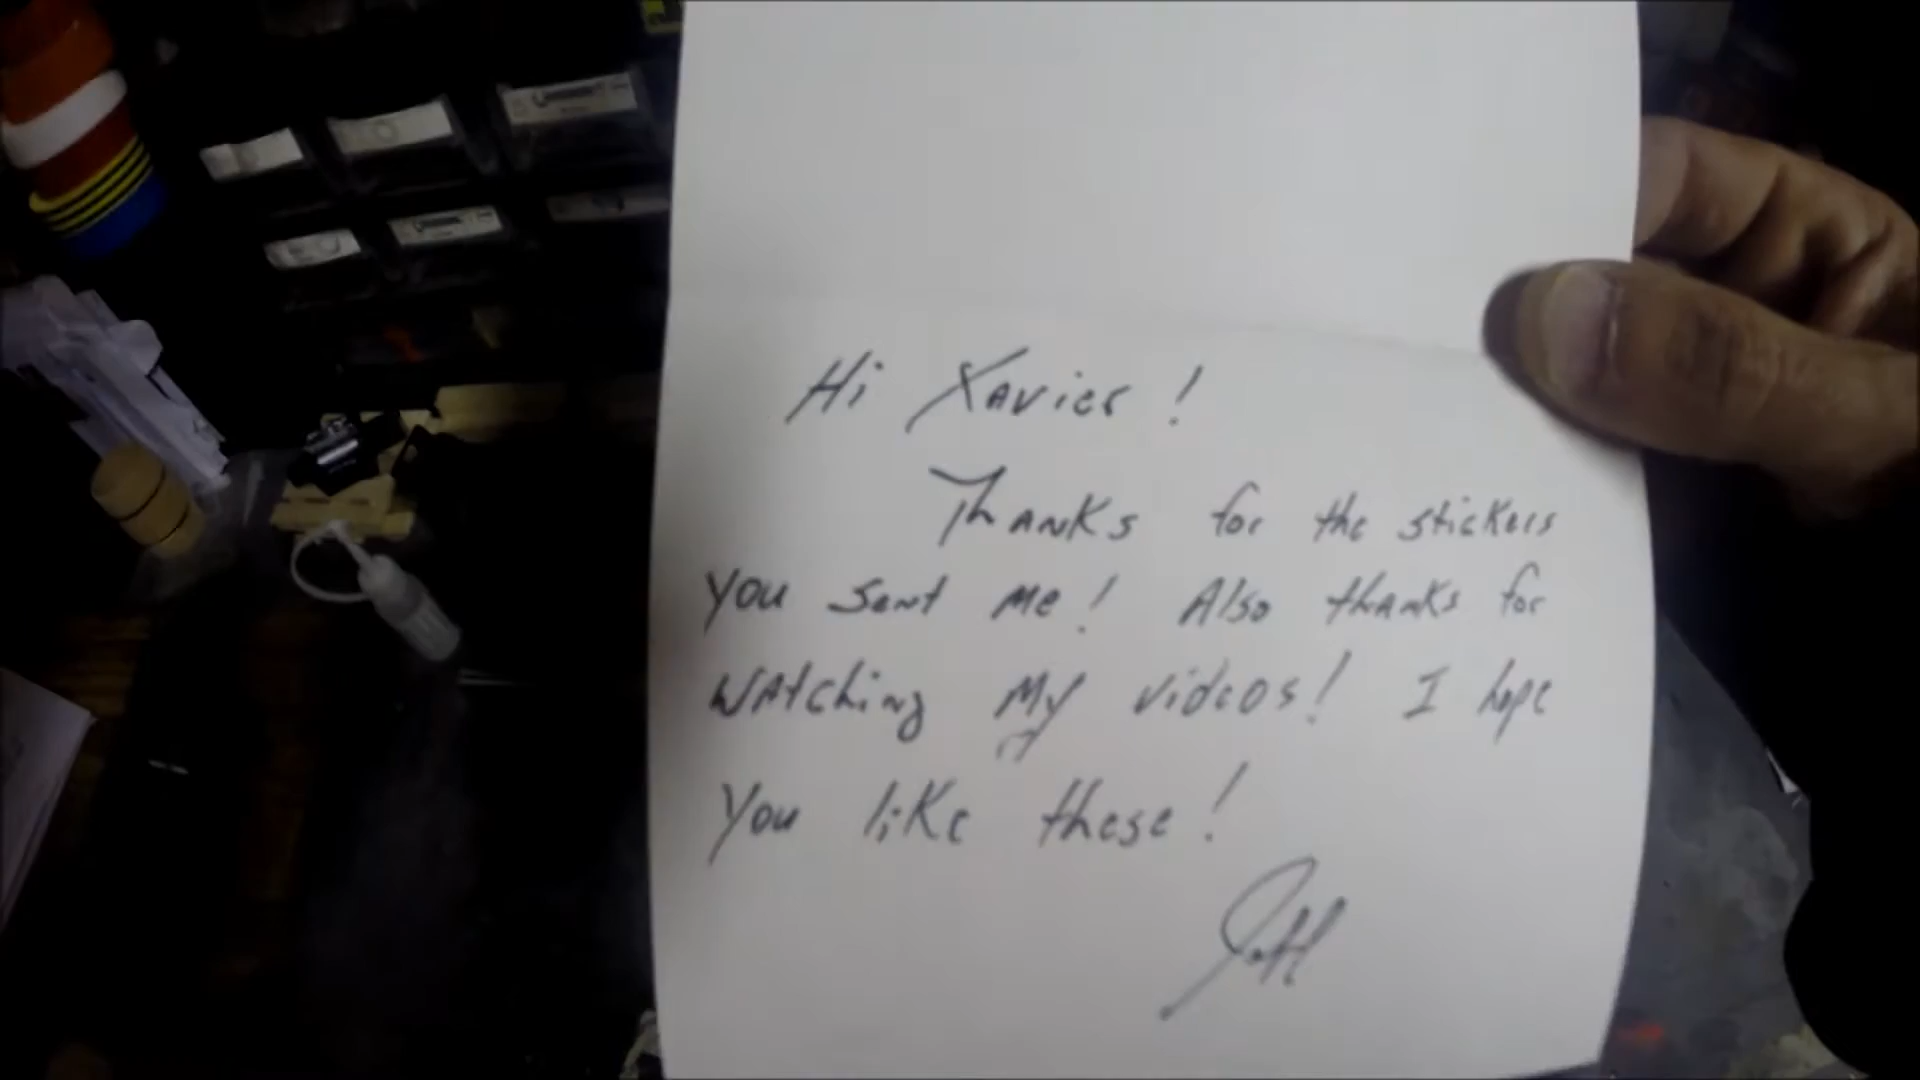 Hi Xavier !
Thanks for the stickers
you sent me! Also thanks for
watching my videos! I hope
you like these!